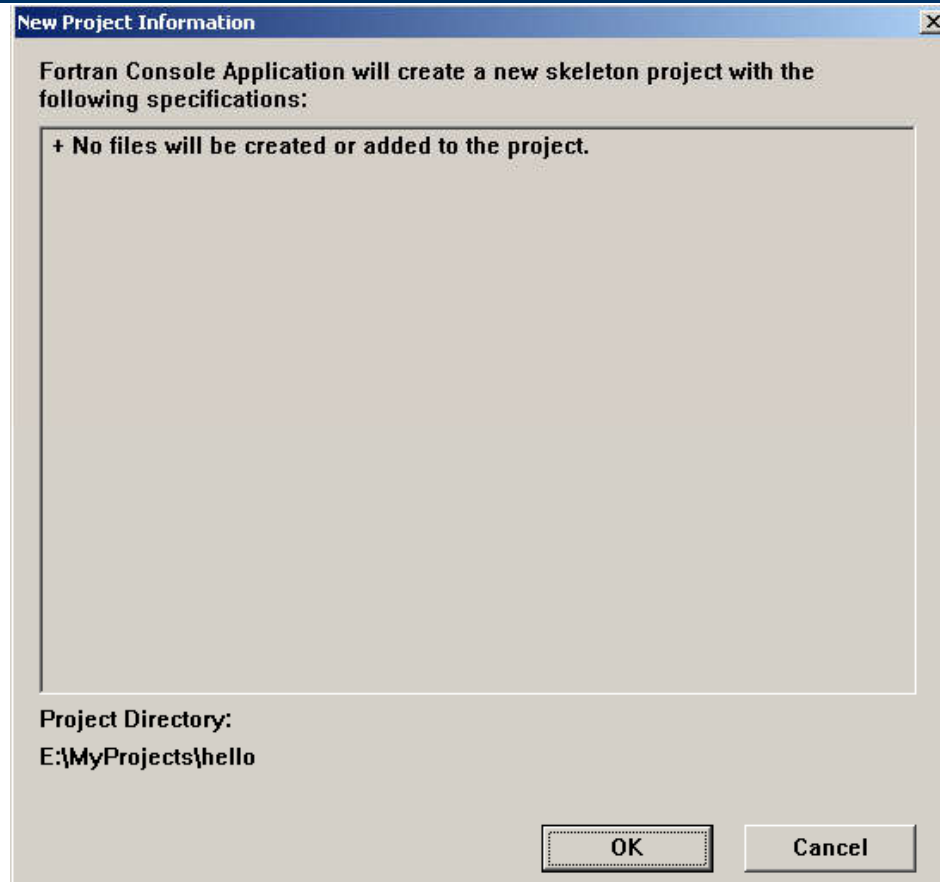 New Project Information
Fortran Console Application will create a new skeleton project with the
following specifications:
+ No files will be created or added to the project.
Project Directory:
E:\MyProjects\hello
OK
Cancel